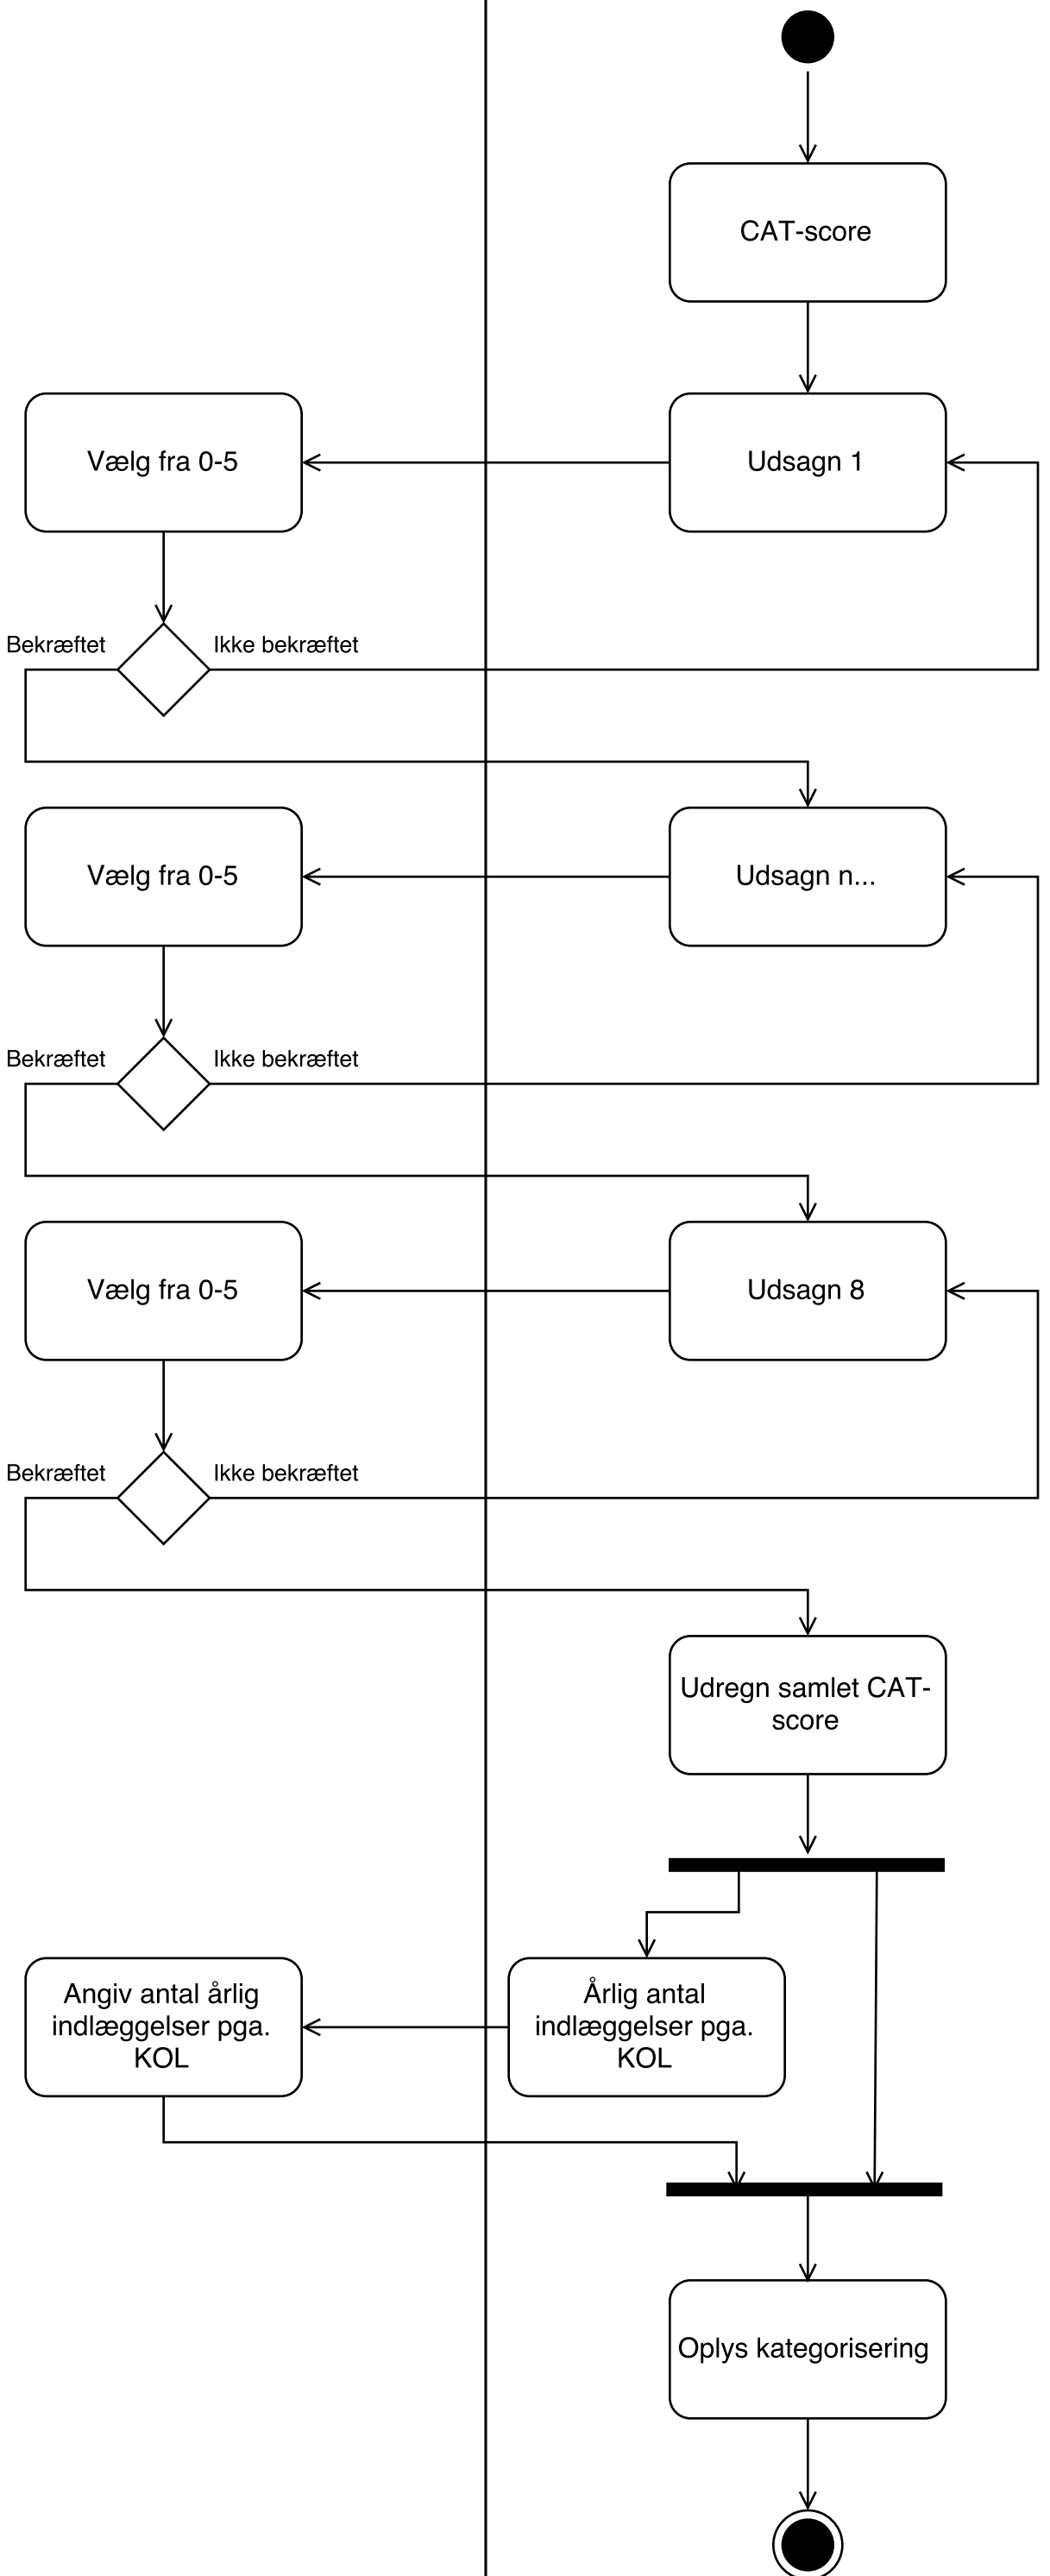 CAT-score
Vælg fra 0-5
Udsagn 1
Bekræftet
Ikke bekræftet
Vælg fra 0-5
Udsagn n...
Bekræftet
Ikke bekræftet
Vælg fra 0-5
Udsagn 8
Bekræftet
Ikke bekræftet
Udregn samlet CAT-
score
Angiv antal årlig
indlæggelser pga.
KOL
Årlig antal
indlæggelser pga.
KOL
Oplys kategorisering